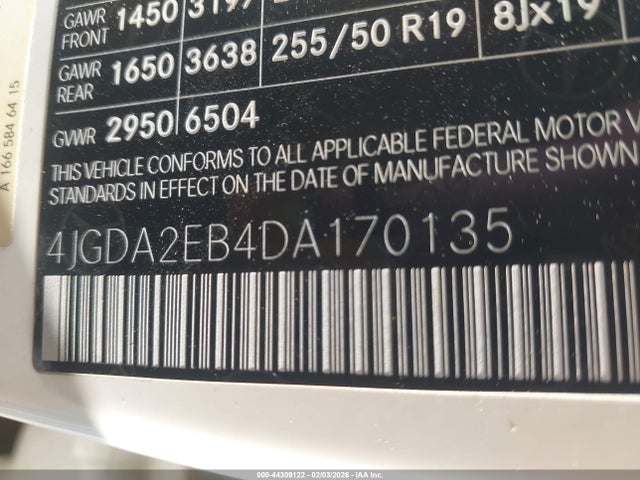 GAWR FRONT 1450 3197
GAWR REAR 1650 3638 255/50 R19 8Jx19
GVWR 2950 6504
THIS VEHICLE CONFORMS TO ALL APPLICABLE FEDERAL MOTOR V
STANDARDS IN EFFECT ON THE DATE OF MANUFACTURE SHOWN
4JGDA2EB4DA170135
A 166 584 64 15
000-44309122 - 02/03/2026 - IAA Inc.